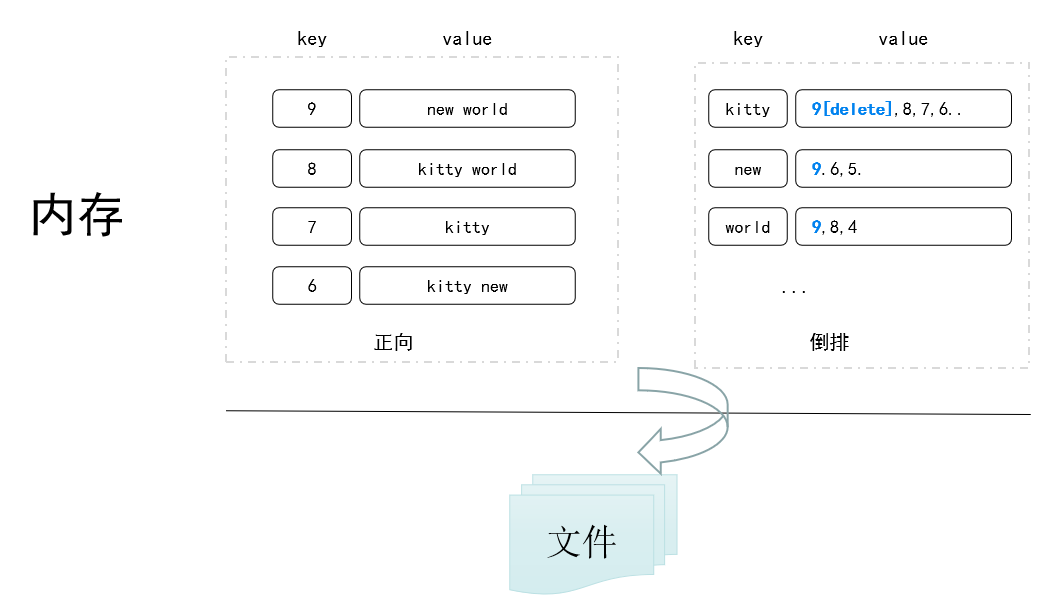 key value
key value
9 new world
8 kitty world
7 kitty
6 kitty new
正向
kitty 9[delete],8,7,6..
new 9.6,5.
world 9,8,4
...
倒排
内存
文件